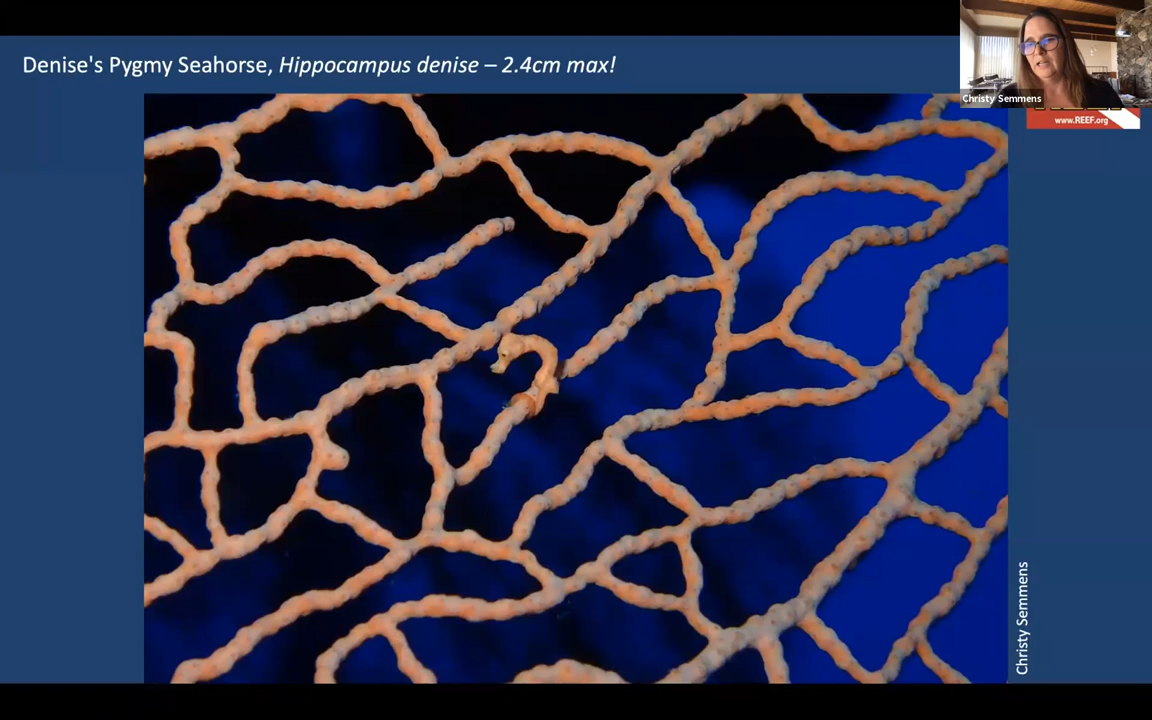 Denise's Pygmy Seahorse, Hippocampus denise – 2.4cm max!
Christy Semmens
www.REEF.org
Christy Semmens